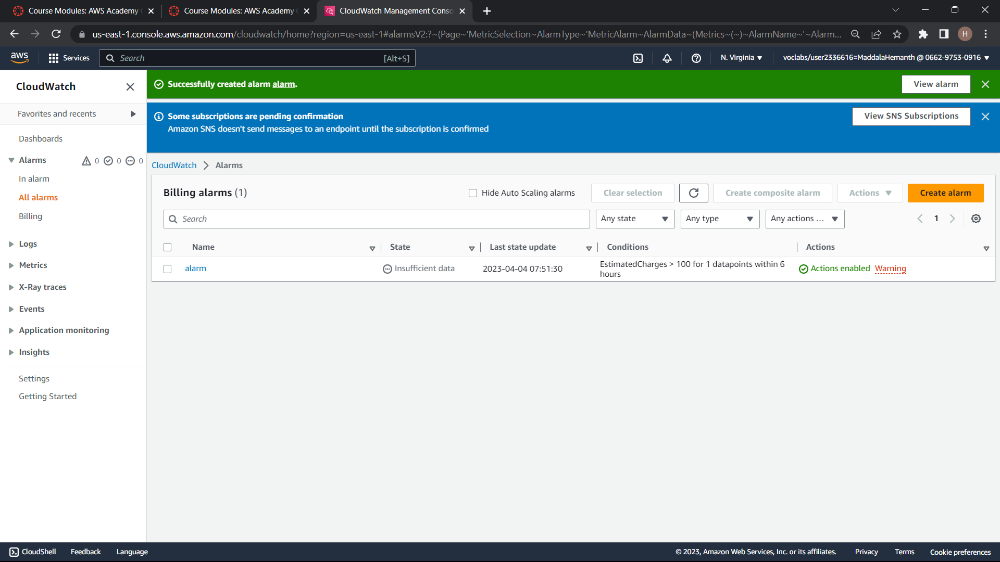 Course Modules: AWS Academy
Course Modules: AWS Academy
CloudWatch Management Conso
us-east-1.console.aws.amazon.com/cloudwatch/home?region=us-east-1#alarmsV2:?~(Page~'MetricSelection~AlarmType~'MetricAlarm~AlarmData~(Metrics~(~)~AlarmName~'~Alarm...
H
aws
Services
Search
[Alt+S]
N. Virginia
voclabs/user2336616=MaddalaHemanth @ 0662-9753-0916
CloudWatch
Favorites and recents
Dashboards
Alarms 0 0 0
In alarm
All alarms
Billing
Logs
Metrics
X-Ray traces
Events
Application monitoring
Insights
Settings
Getting Started
Successfully created alarm alarm.
View alarm
Some subscriptions are pending confirmation
Amazon SNS doesn't send messages to an endpoint until the subscription is confirmed
View SNS Subscriptions
CloudWatch > Alarms
Billing alarms (1)
Hide Auto Scaling alarms
Clear selection
Create composite alarm
Actions
Create alarm
Search
Any state
Any type
Any actions ...
1
Name State Last state update Conditions Actions
alarm Insufficient data 2023-04-04 07:51:30 EstimatedCharges > 100 for 1 datapoints within 6 hours Actions enabled Warning
CloudShell Feedback Language
© 2023, Amazon Web Services, Inc. or its affiliates. Privacy Terms Cookie preferences